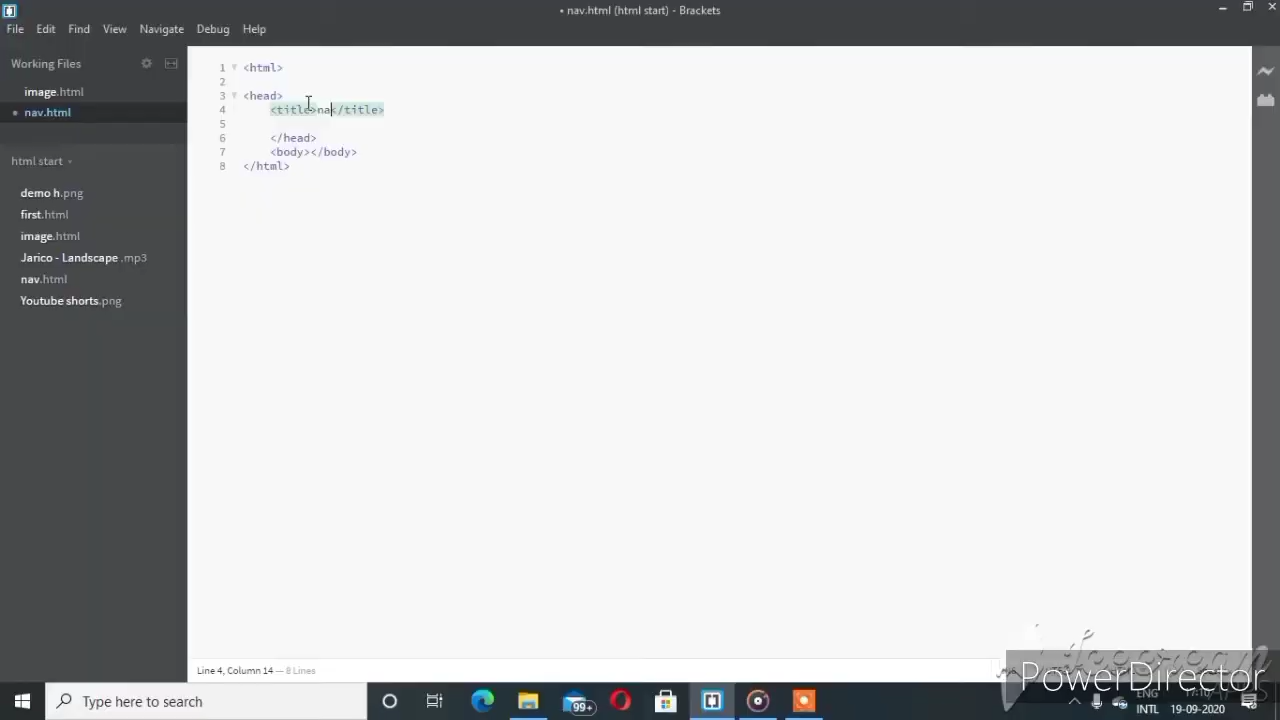 • nav.html (html start) - Brackets
File Edit Find View Navigate Debug Help
Working Files
image.html
• nav.html
html start
demo h.png
first.html
image.html
Jarico - Landscape .mp3
nav.html
Youtube shorts.png
1 <html>
2
3 <head>
4 <title>na</title>
5
6 </head>
7 <body></body>
8 </html>
Line 4, Column 14 — 8 Lines
PowerDirector
Type here to search
99+
ENG
INTL
17:10
19-09-2020